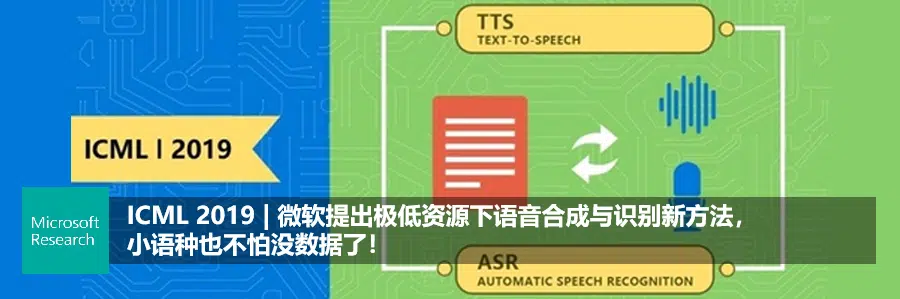 TTS
TEXT-TO-SPEECH
ICML | 2019
Microsoft
Research
ICML 2019 | 微软提出极低资源下语音合成与识别新方法，
小语种也不怕没数据了！
ASR
AUTOMATIC SPEECH RECOGNITION